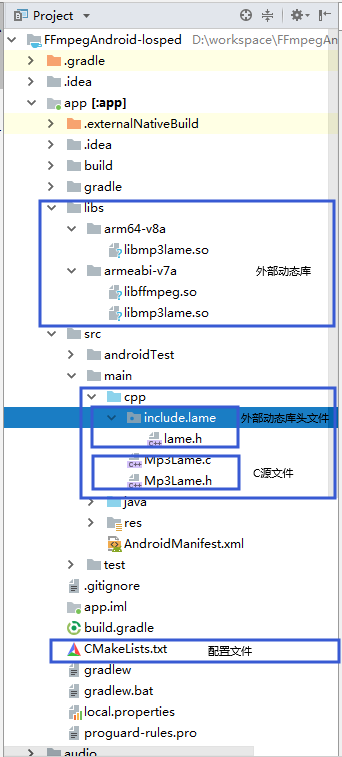 Project
FFmpegAndroid-losped D:\workspace\FFmpegAn
.gradle
.idea
app [:app]
.externalNativeBuild
.idea
build
gradle
libs
arm64-v8a
libmp3lame.so
armeabi-v7a 外部动态库
libffmpeg.so
libmp3lame.so
src
androidTest
main
cpp
include.lame 外部动态库头文件
lame.h
Mp3Lame.c C源文件
Mp3Lame.h
java
res
AndroidManifest.xml
test
.gitignore
app.iml
build.gradle
CMakeLists.txt 配置文件
gradlew
gradlew.bat
local.properties
proguard-rules.pro
audio